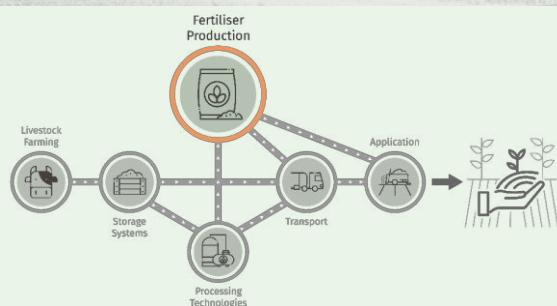 Fertiliser
Production
Livestock
Farming
Application
Storage
Systems
Transport
Processing
Technologies